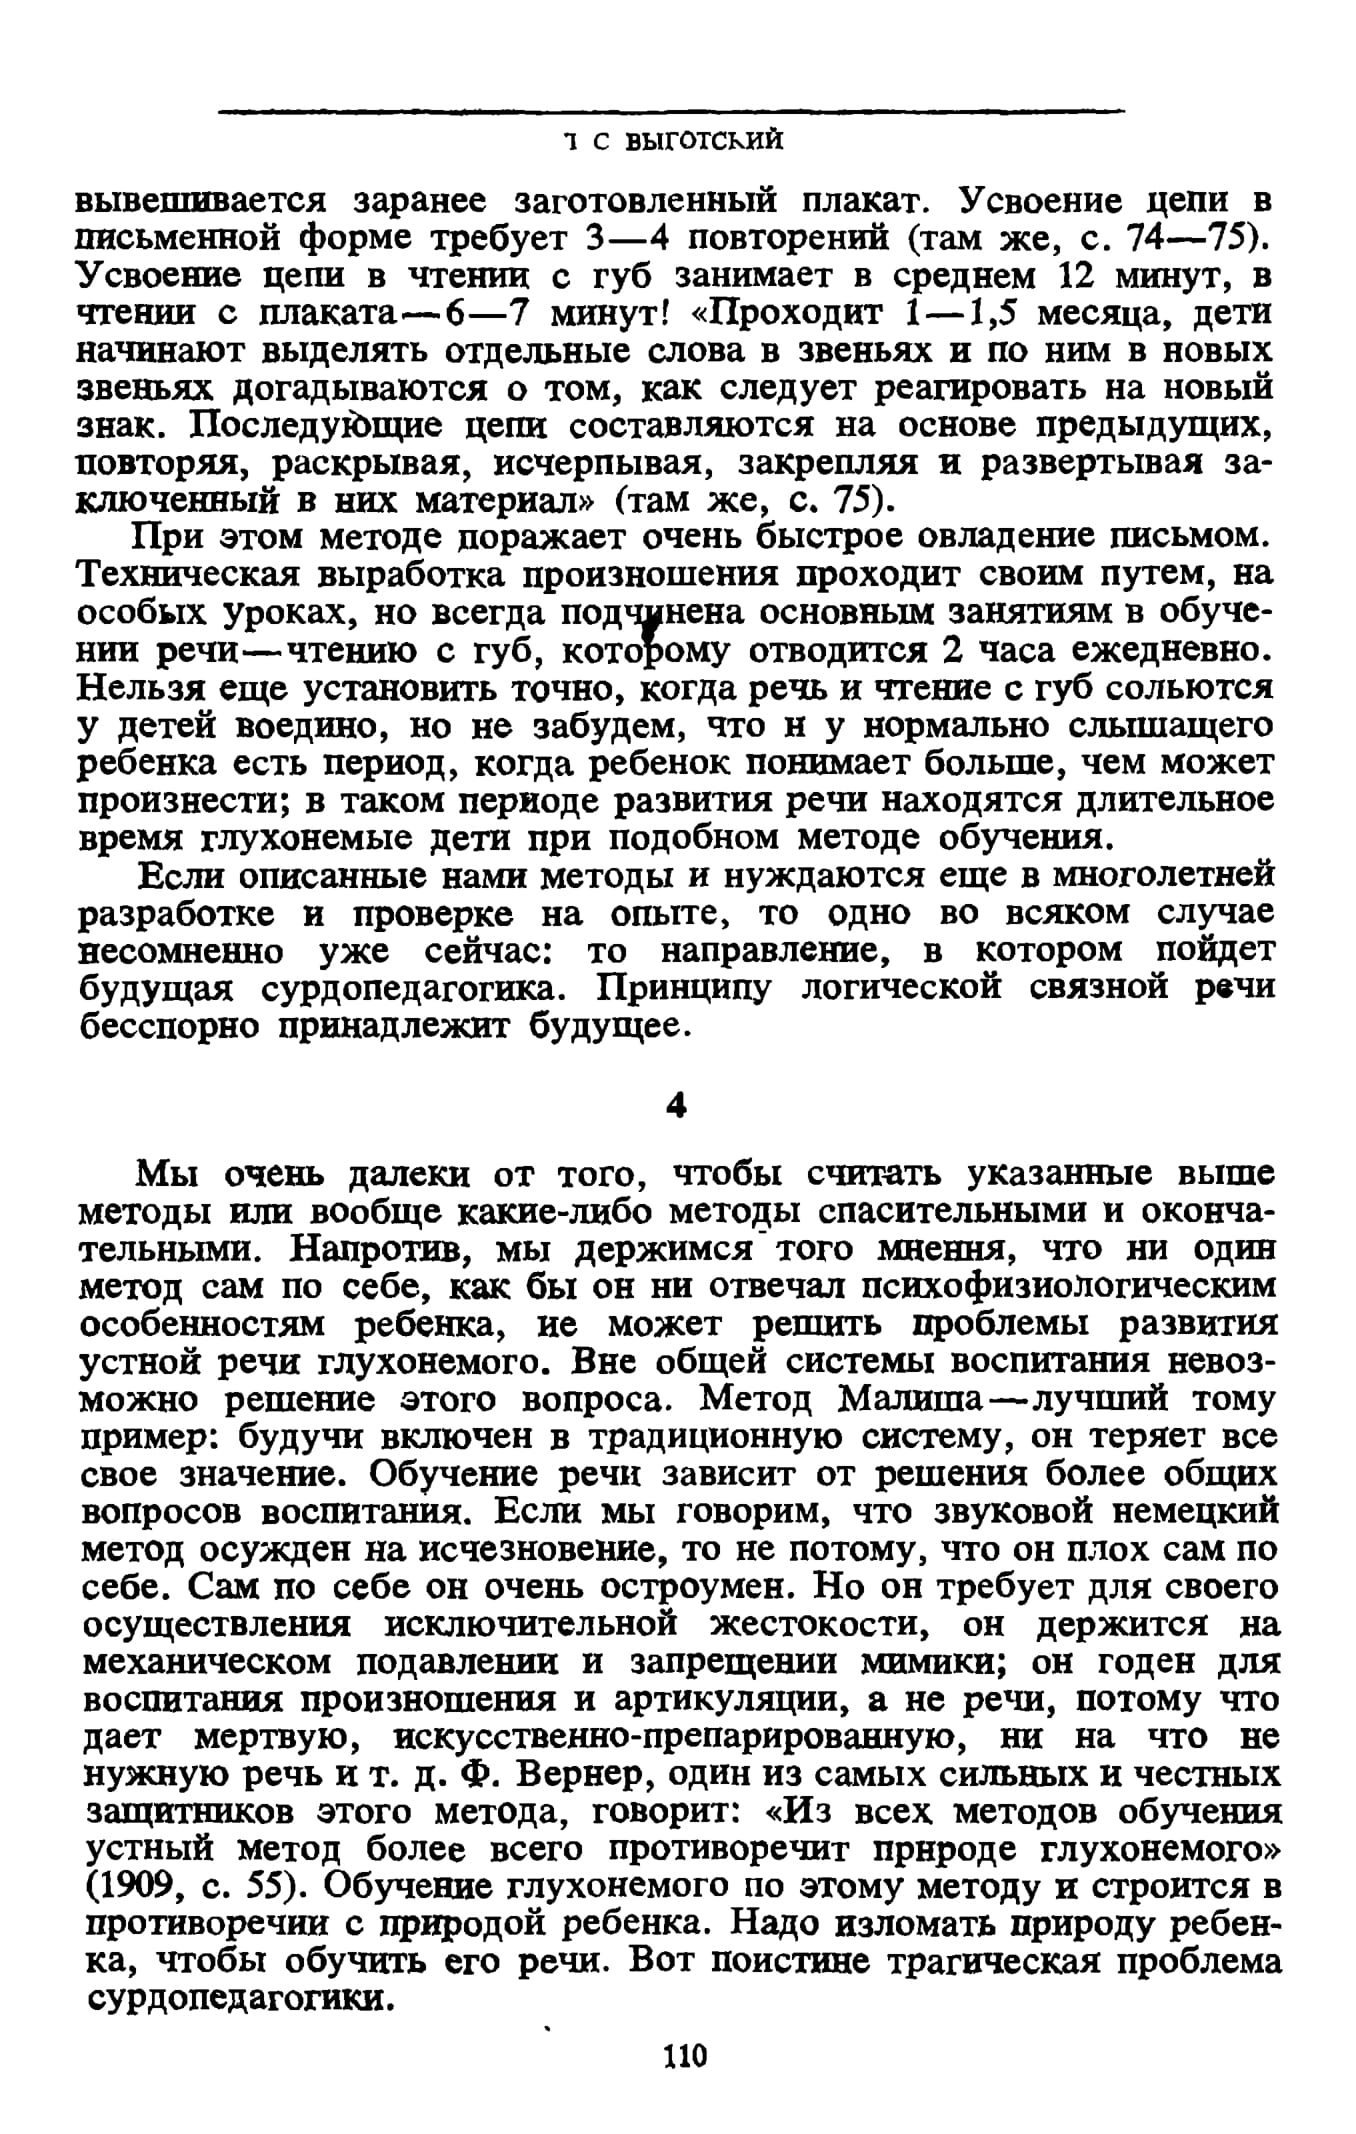 Л С ВЫГОТСКИЙ
вывешивается заранее заготовленный плакат. Усвоение цепи в
письменной форме требует 3—4 повторений (там же, с. 74—75).
Усвоение цепи в чтении с губ занимает в среднем 12 минут, в
чтении с плаката—6—7 минут! «Проходит 1—1,5 месяца, дети
начинают выделять отдельные слова в звеньях и по ним в новых
звеньях догадываются о том, как следует реагировать на новый
знак. Последующие цепи составляются на основе предыдущих,
повторяя, раскрывая, исчерпывая, закрепляя и развертывая за-
ключенный в них материал» (там же, с. 75).
При этом методе поражает очень быстрое овладение письмом.
Техническая выработка произношения проходит своим путем, на
особых уроках, но всегда подчинена основным занятиям в обуче-
нии речи—чтению с губ, которому отводится 2 часа ежедневно.
Нельзя еще установить точно, когда речь и чтение с губ сольются
у детей воедино, но не забудем, что н у нормально слышащего
ребенка есть период, когда ребенок понимает больше, чем может
произнести; в таком периоде развития речи находятся длительное
время глухонемые дети при подобном методе обучения.
Если описанные нами методы и нуждаются еще в многолетней
разработке и проверке на опыте, то одно во всяком случае
несомненно уже сейчас: то направление, в котором пойдет
будущая сурдопедагогика. Принципу логической связной речи
бесспорно принадлежит будущее.
4
Мы очень далеки от того, чтобы считать указанные выше
методы или вообще какие-либо методы спасительными и оконча-
тельными. Напротив, мы держимся того мнения, что ни один
метод сам по себе, как бы он ни отвечал психофизиологическим
особенностям ребенка, не может решить проблемы развития
устной речи глухонемого. Вне общей системы воспитания невоз-
можно решение этого вопроса. Метод Малиша—лучший тому
пример: будучи включен в традиционную систему, он теряет все
свое значение. Обучение речи зависит от решения более общих
вопросов воспитания. Если мы говорим, что звуковой немецкий
метод осужден на исчезновение, то не потому, что он плох сам по
себе. Сам по себе он очень остроумен. Но он требует для своего
осуществления исключительной жестокости, он держится на
механическом подавлении и запрещении мимики; он годен для
воспитания произношения и артикуляции, а не речи, потому что
дает мертвую, искусственно-препарированную, ни на что не
нужную речь и т. д. Ф. Вернер, один из самых сильных и честных
защитников этого метода, говорит: «Из всех методов обучения
устный метод более всего противоречит природе глухонемого»
(1909, с. 55). Обучение глухонемого по этому методу и строится в
противоречии с природой ребенка. Надо изломать природу ребен-
ка, чтобы обучить его речи. Вот поистине трагическая проблема
сурдопедагогики.
110